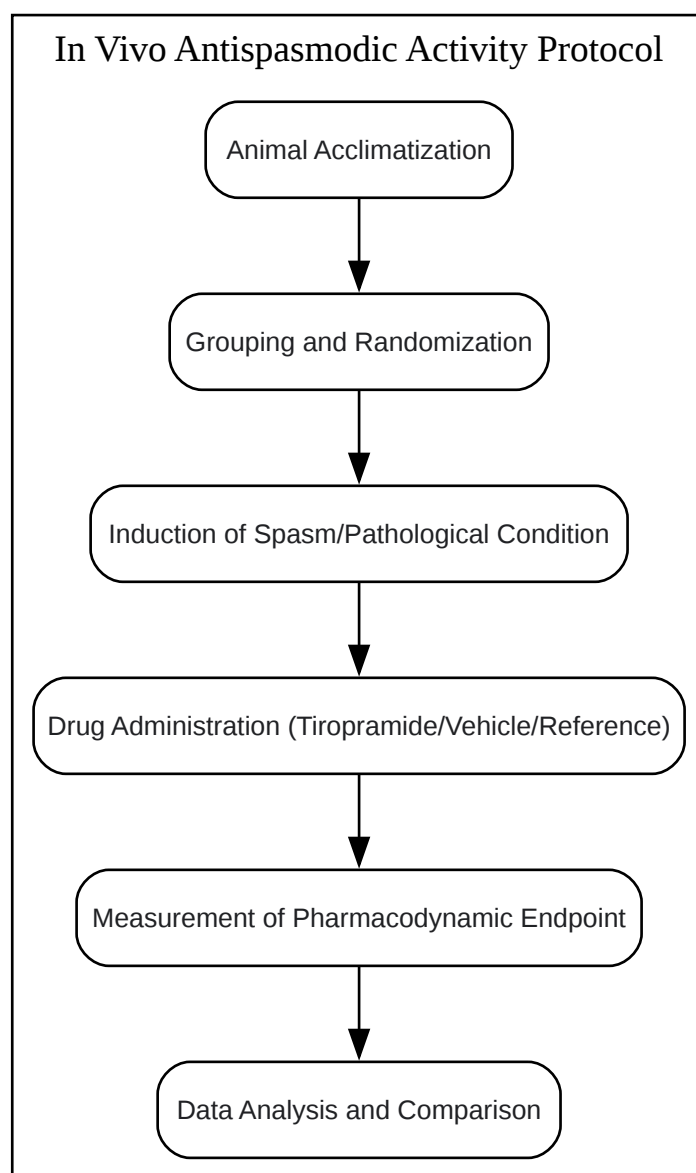 In Vivo Antispasmodic Activity Protocol
Animal Acclimatization
Grouping and Randomization
Induction of Spasm/Pathological Condition
Drug Administration (Tiropramide/Vehicle/Reference)
Measurement of Pharmacodynamic Endpoint
Data Analysis and Comparison